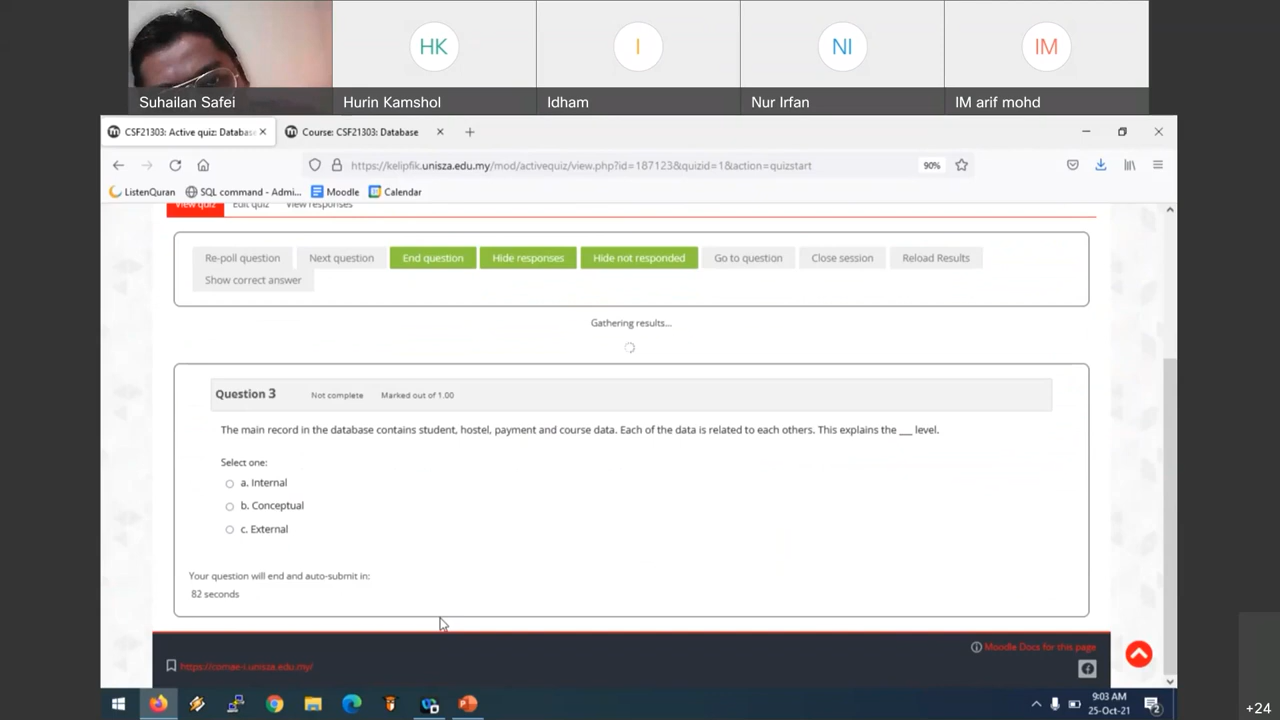 HK
I
NI
IM
Suhailan Safei
Hurin Kamshol
Idham
Nur Irfan
IM arif mohd
CSF21303: Active quiz: Databas
Course: CSF21303: Database
https://kelipfik.unisza.edu.my/mod/activequiz/view.php?id=187123&quizid=1&action=quizstart
90%
ListenQuran
SQL command - Admi...
Moodle
Calendar
View quiz
Edit quiz
View responses
Re-poll question
Next question
End question
Hide responses
Hide not responded
Go to question
Close session
Reload Results
Show correct answer
Gathering results...
Question 3
Not complete
Marked out of 1.00
The main record in the database contains student, hostel, payment and course data. Each of the data is related to each others. This explains the ___ level.
Select one:
a. Internal
b. Conceptual
c. External
Your question will end and auto-submit in:
82 seconds
Moodle Docs for this page
https://comae-i.unisza.edu.my/
9:03 AM
25-Oct-21
2
+24